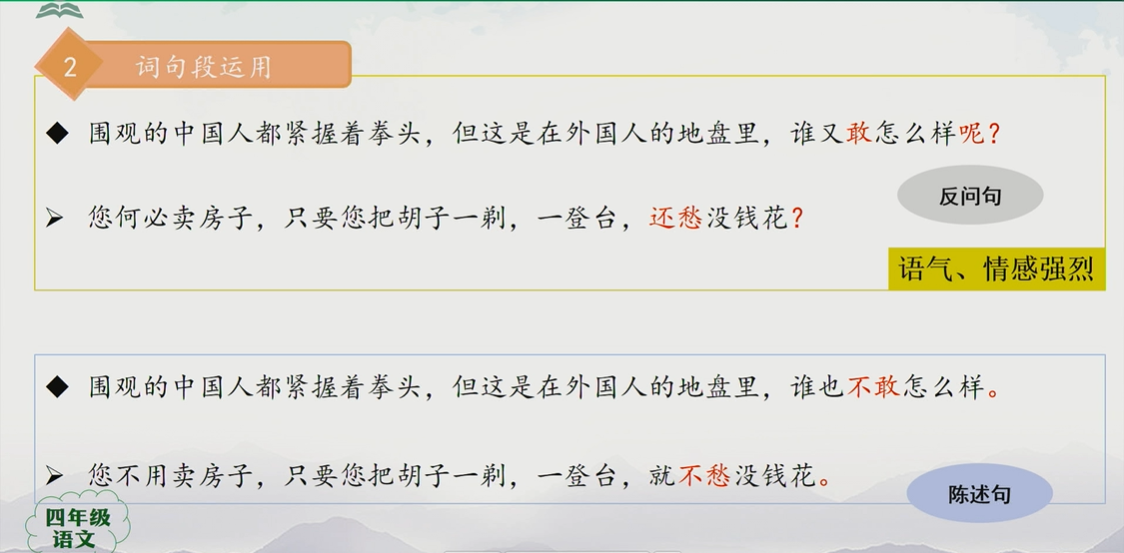 2 词句段运用
◆ 围观的中国人都紧握着拳头，但这是在外国人的地盘里，谁又敢怎么样呢？
➢ 您何必卖房子，只要您把胡子一剃，一登台，还愁没钱花？
反问句
语气、情感强烈
◆ 围观的中国人都紧握着拳头，但这是在外国人的地盘里，谁也不敢怎么样。
➢ 您不用卖房子，只要您把胡子一剃，一登台，就不愁没钱花。
陈述句
四年级
语文